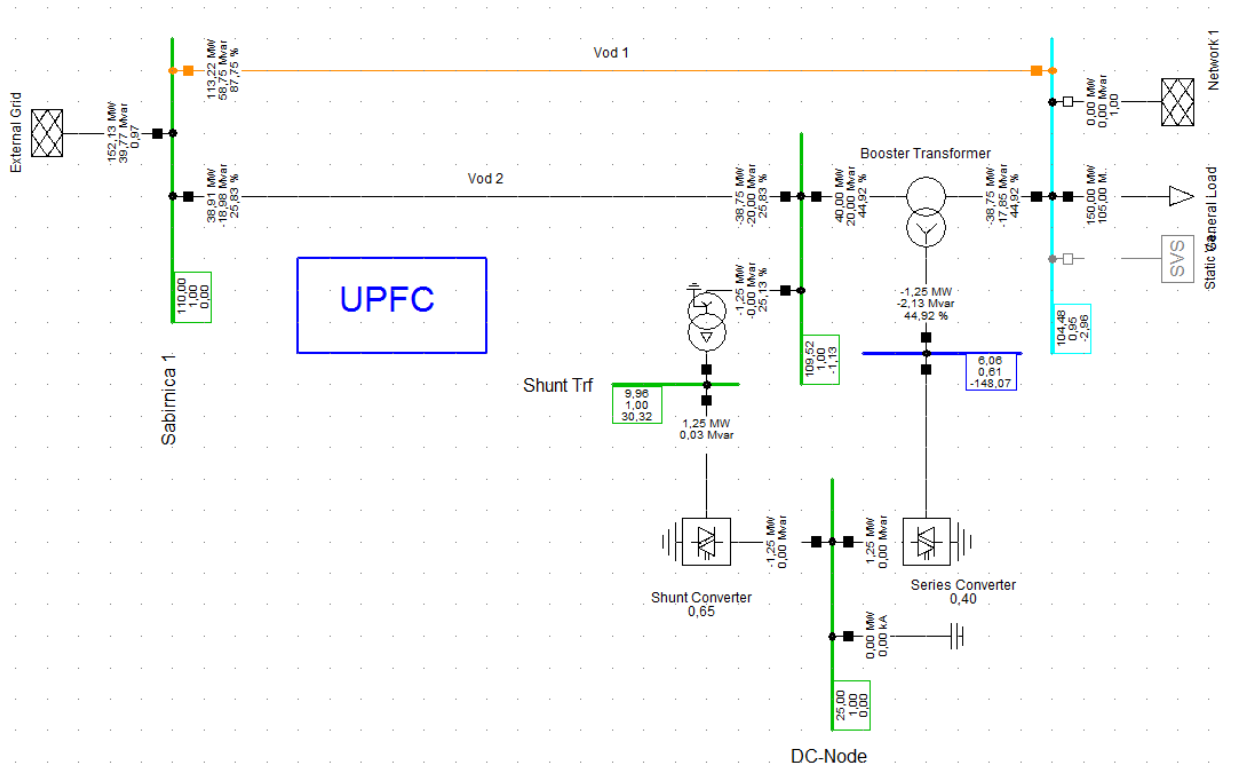 Vod 1
113,22 MW
58,75 Mvar
87,75 %
Network 1
0,00 MW
0,00 Mvar
1,00
External Grid
152,13 MW
39,77 Mvar
0,97
Booster Transformer
Vod 2
38,91 MW
-18,98 Mvar
25,83 %
-38,75 MW
-20,00 Mvar
25,83 %
40,00 MW
20,00 Mvar
44,92 %
-38,75 MW
-17,85 Mvar
44,92 %
150,00 MW
105,00 M..
General Load
SVS
Static Va
110,00
1,00
0,00
UPFC
-1,25 MW
-0,00 Mvar
25,13 %
-1,25 MW
-2,13 Mvar
44,92 %
109,52
1,00
-1,13
104,48
0,95
-2,96
6,06
0,61
-148,07
Sabirnica 1
Shunt Trf
9,96
1,00
30,32
1,25 MW
0,03 Mvar
-1,25 MW
0,00 Mvar
1,25 MW
0,00 Mvar
Shunt Converter
0,65
Series Converter
0,40
0,00 MW
0,00 kA
25,00
1,00
0,00
DC-Node